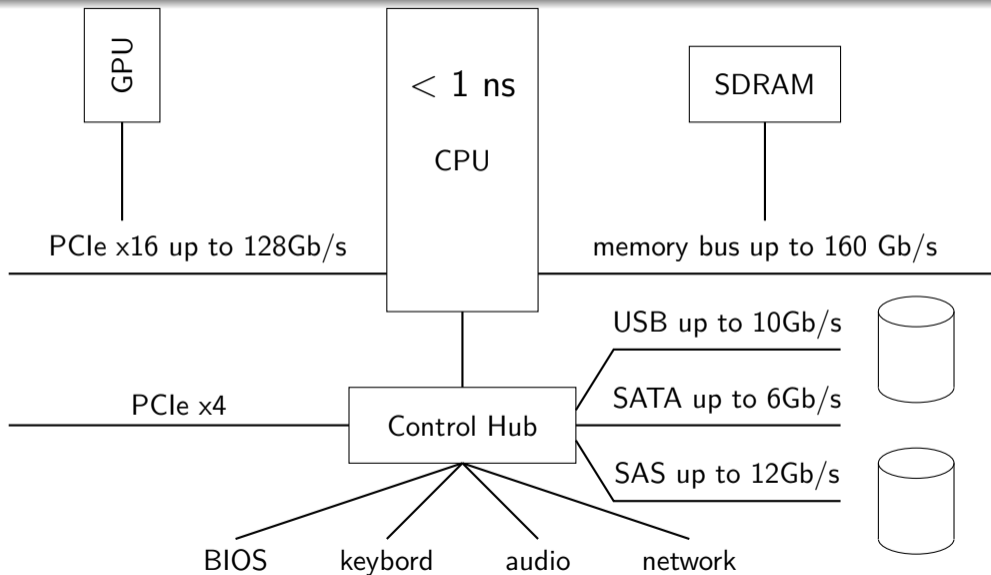 GPU
< 1 ns
CPU
SDRAM
PCIe x16 up to 128Gb/s
memory bus up to 160 Gb/s
USB up to 10Gb/s
PCIe x4
SATA up to 6Gb/s
Control Hub
SAS up to 12Gb/s
BIOS
keybord
audio
network